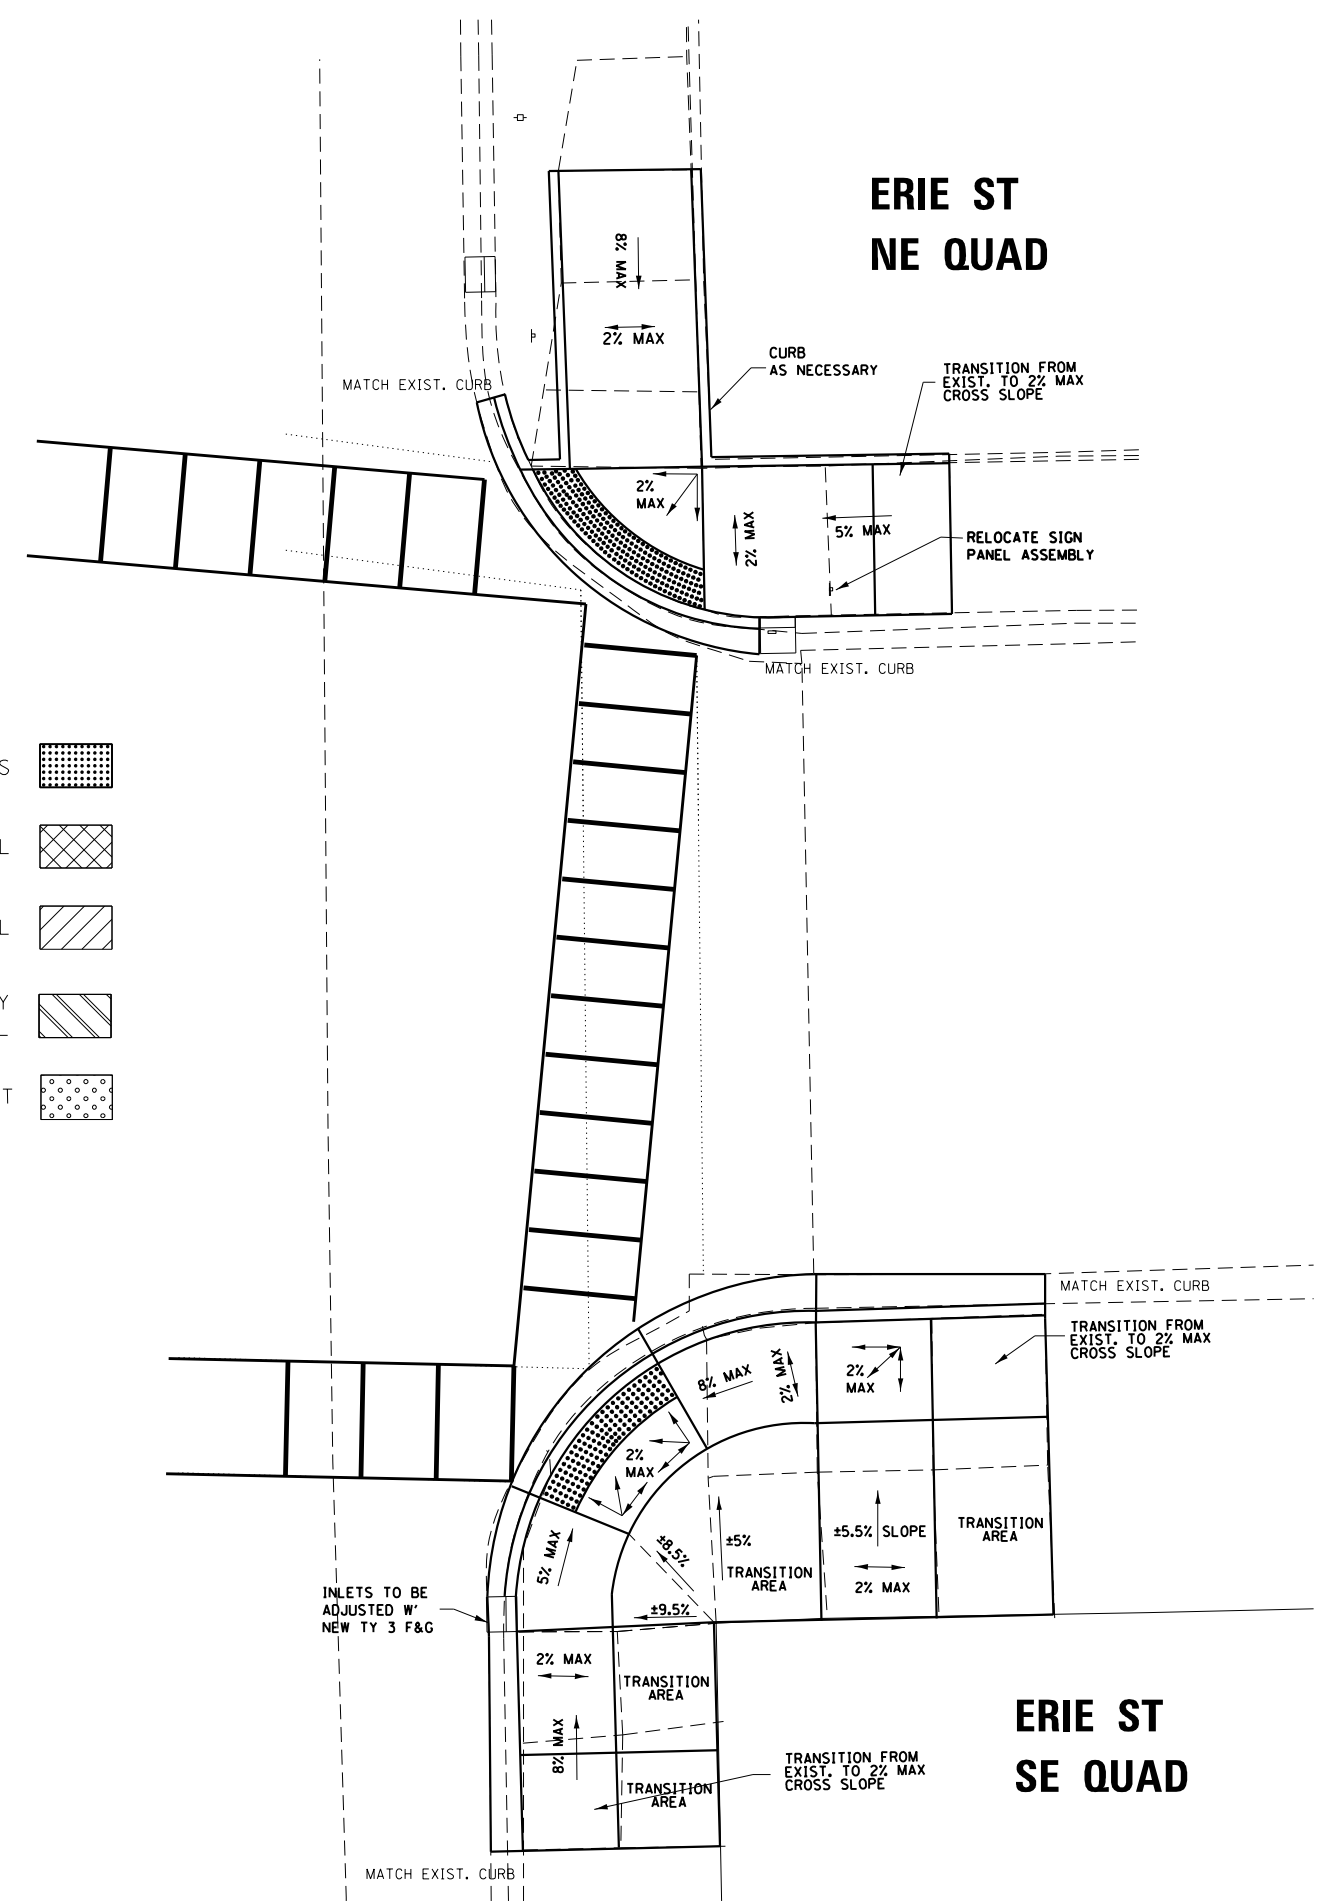 ERIE ST
NE QUAD
8% MAX
2% MAX
CURB
AS NECESSARY
TRANSITION FROM
EXIST. TO 2% MAX
CROSS SLOPE
MATCH EXIST. CURB
2%
MAX
2% MAX
5% MAX
RELOCATE SIGN
PANEL ASSEMBLY
MATCH EXIST. CURB
S
L
L
Y
T
MATCH EXIST. CURB
TRANSITION FROM
EXIST. TO 2% MAX
CROSS SLOPE
8% MAX
2% MAX
2%
MAX
2%
MAX
5% MAX
±8.5%
±5%
TRANSITION
AREA
±5.5% SLOPE
2% MAX
TRANSITION
AREA
±9.5%
INLETS TO BE
ADJUSTED W'
NEW TY 3 F&G
2% MAX
TRANSITION
AREA
8% MAX
TRANSITION
AREA
TRANSITION FROM
EXIST. TO 2% MAX
CROSS SLOPE
ERIE ST
SE QUAD
MATCH EXIST. CURB